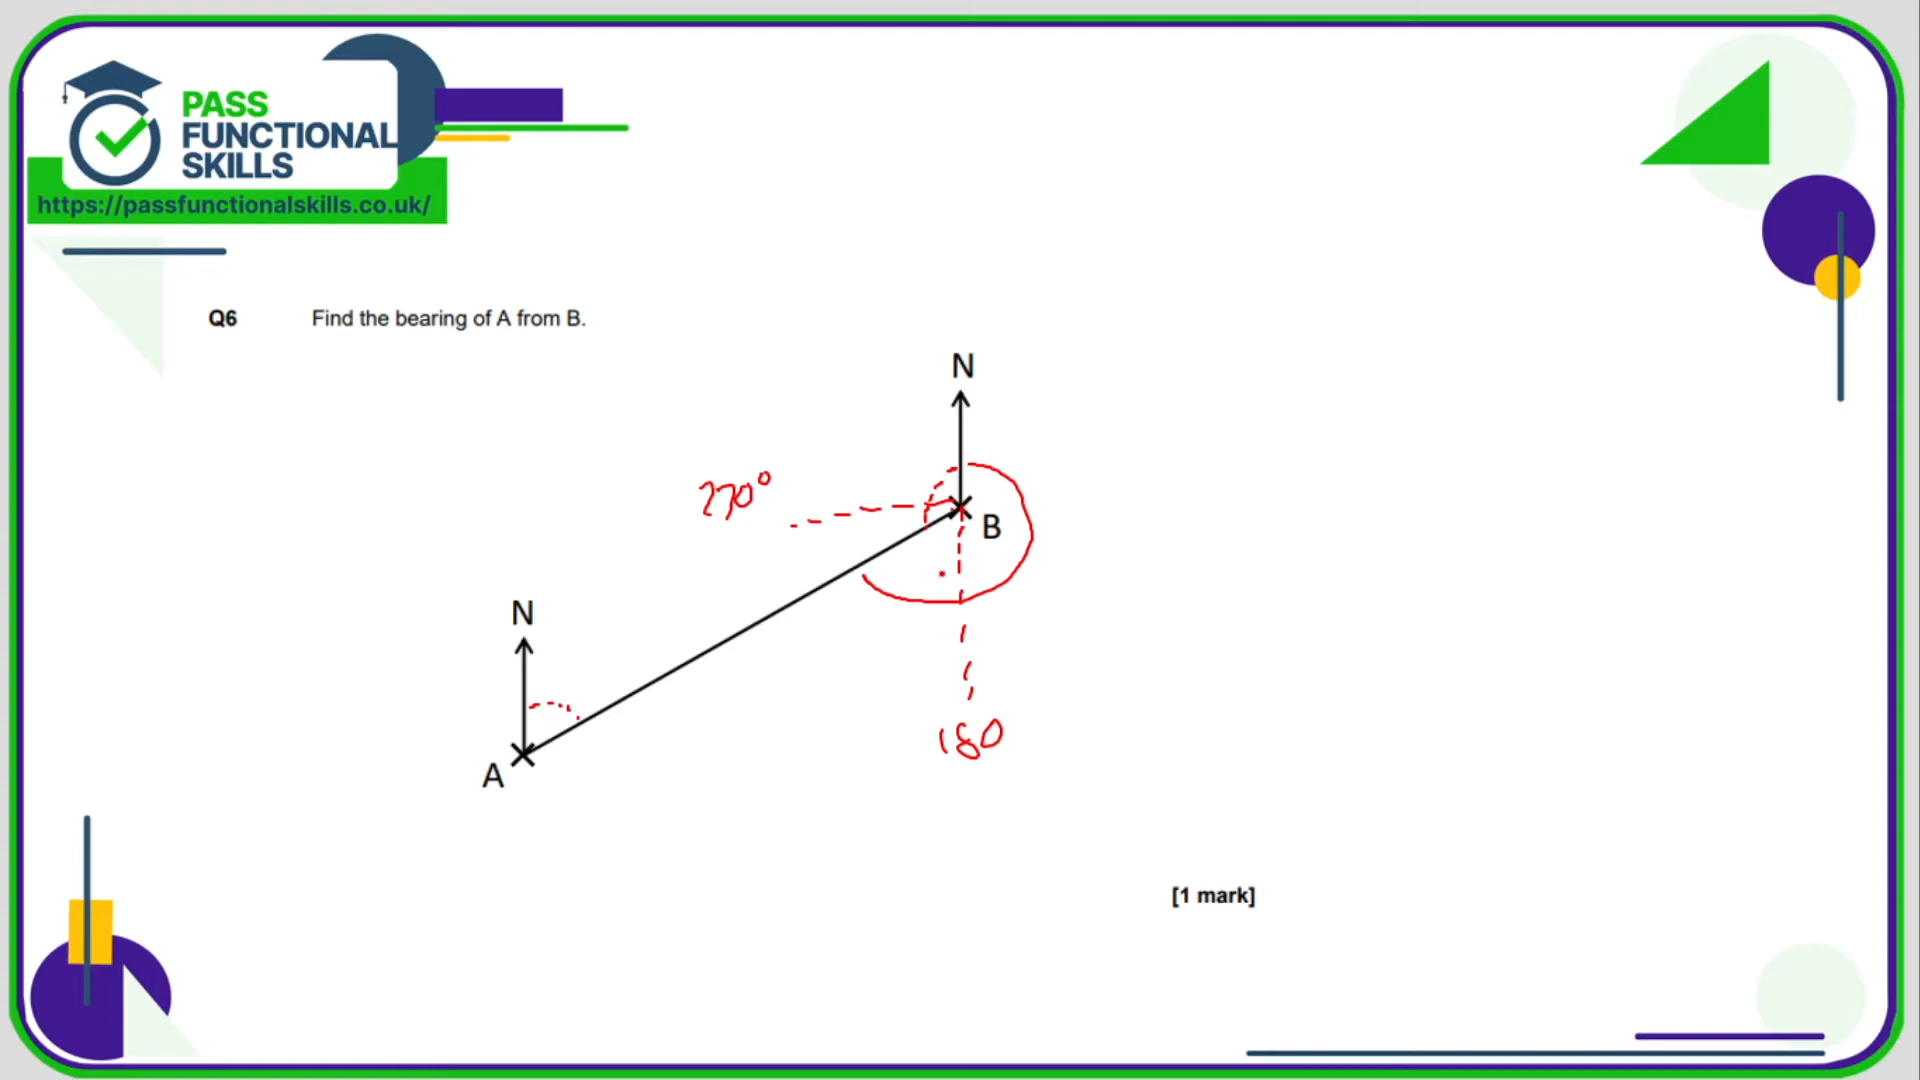 PASS
FUNCTIONAL
SKILLS
https://passfunctionalskills.co.uk/
Q6 Find the bearing of A from B.
N
270°
B
N
180
A
[1 mark]